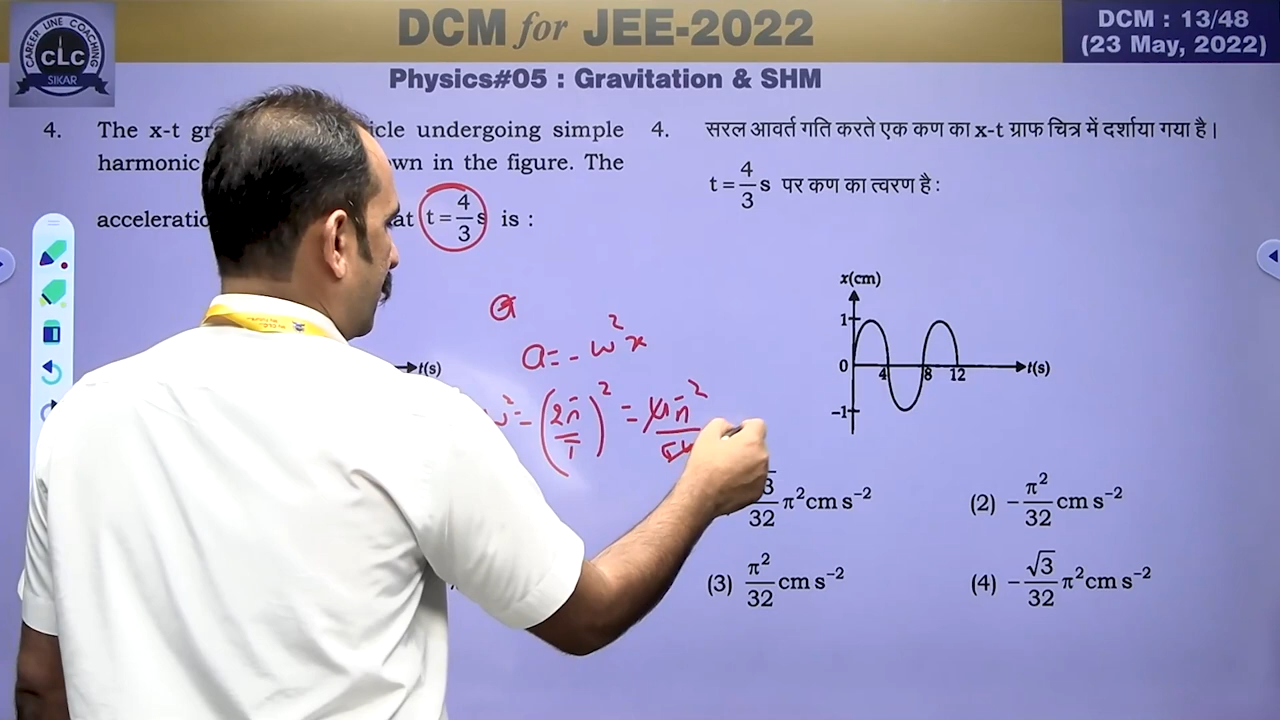 DCM for JEE-2022
DCM : 13/48
(23 May, 2022)
CAREER LINE COACHING
CLC
SIKAR
Physics#05 : Gravitation & SHM
4. The x-t icle undergoing simple
harmonic own in the figure. The
at t = 4/3 s is :
4. सरल आवर्त गति करते एक कण का x-t ग्राफ चित्र में दर्शाया गया है।
t = 4/3 s पर कण का त्वरण है :
a = - ω²x
= (2π/T)² = 4π²/64
t(s)
x(cm)
1
0
4 8 12
t(s)
−1
32 π² cm s⁻²
(2) − π²/32 cm s⁻²
(3) π²/32 cm s⁻²
(4) − √3/32 π² cm s⁻²